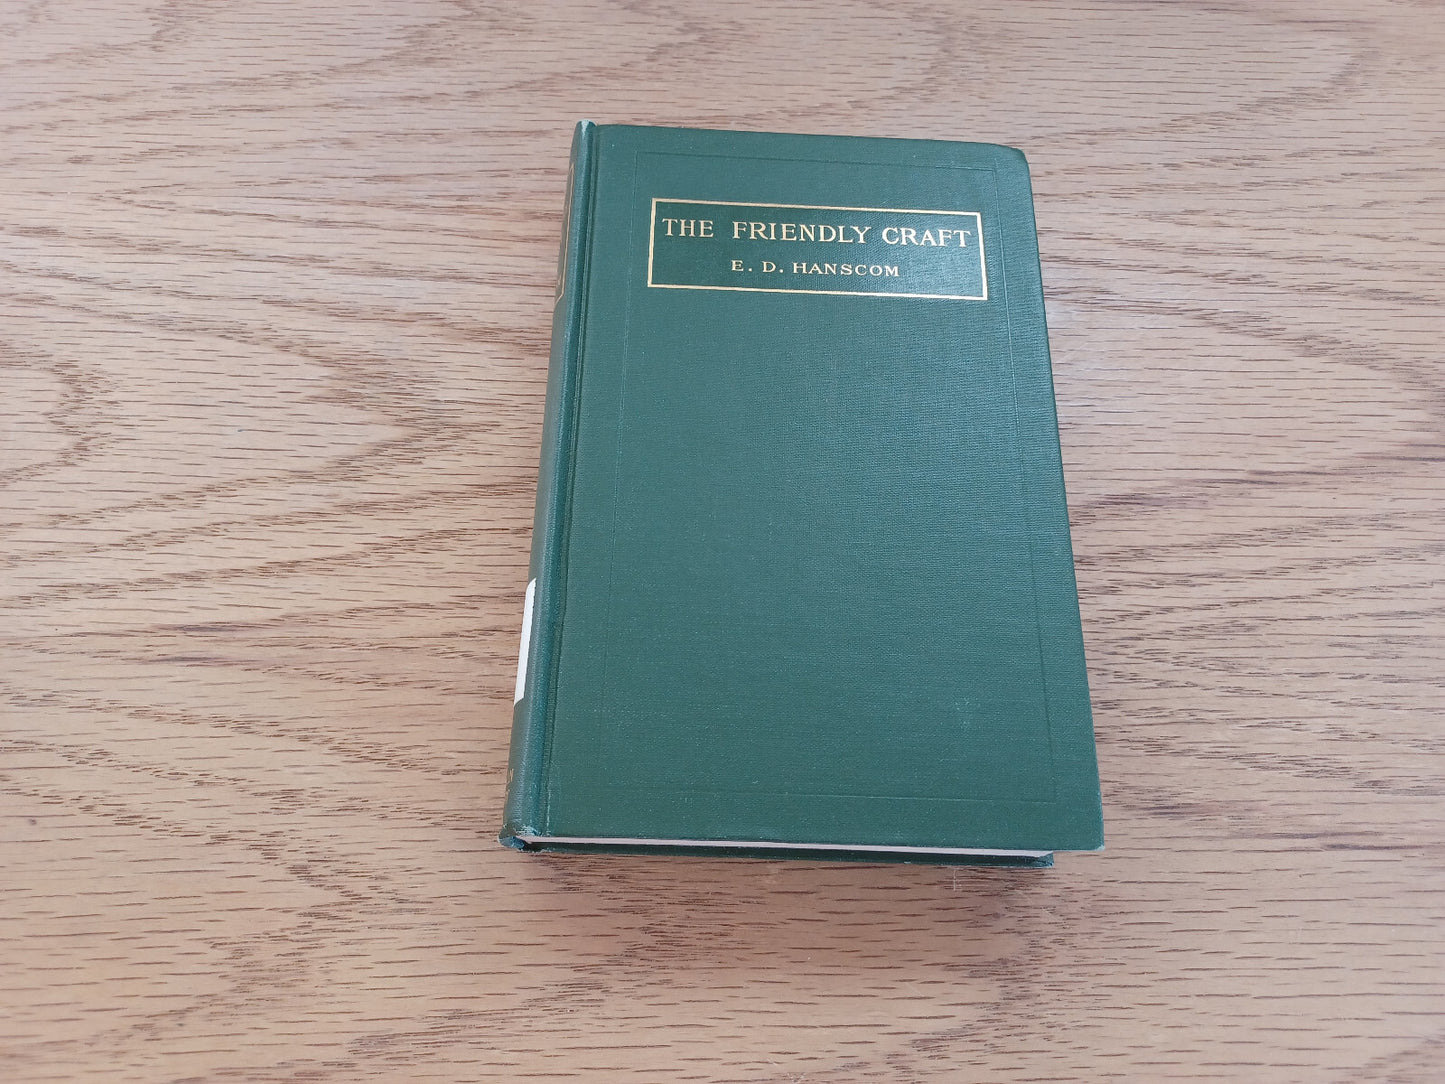 THE FRIENDLY CRAFT
E. D. HANSCOM